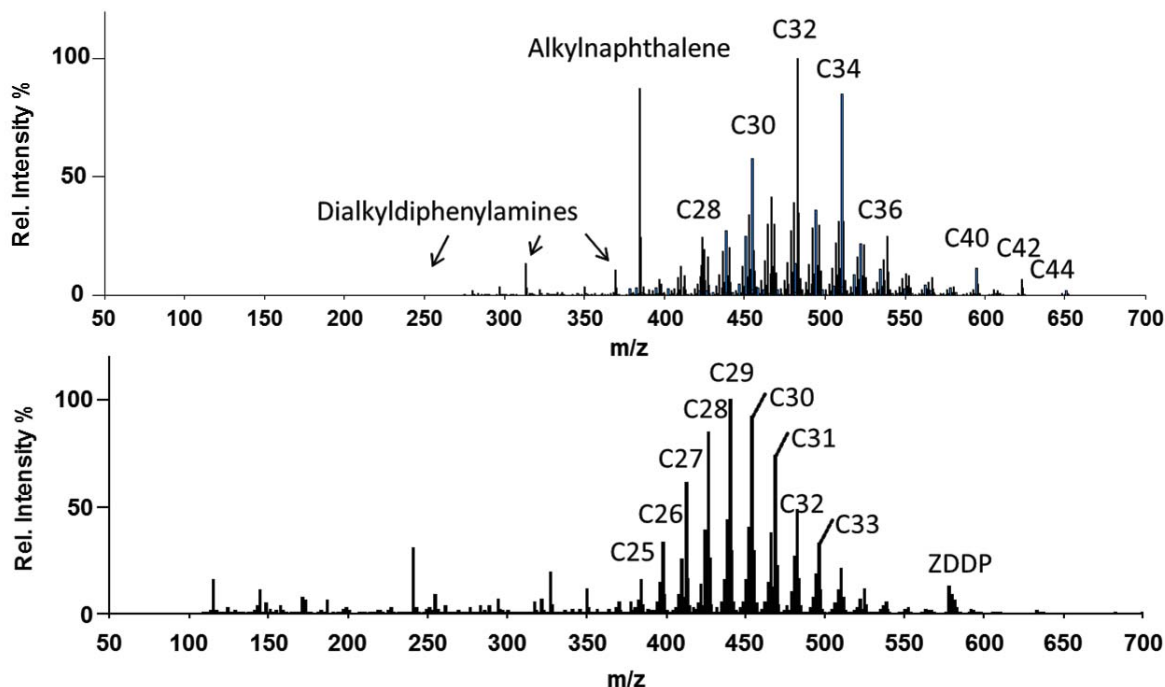 C32
100
Alkylnaphthalene
C34
C30
Rel. Intensity %
50
Dialkyldiphenylamines
C28
C36
C40
C42
C44
0
50 100 150 200 250 300 350 400 450 500 550 600 650 700
m/z
C29
100
C28
C30
C27
C31
Rel. Intensity %
50
C26
C32
C33
C25
ZDDP
0
50 100 150 200 250 300 350 400 450 500 550 600 650 700
m/z